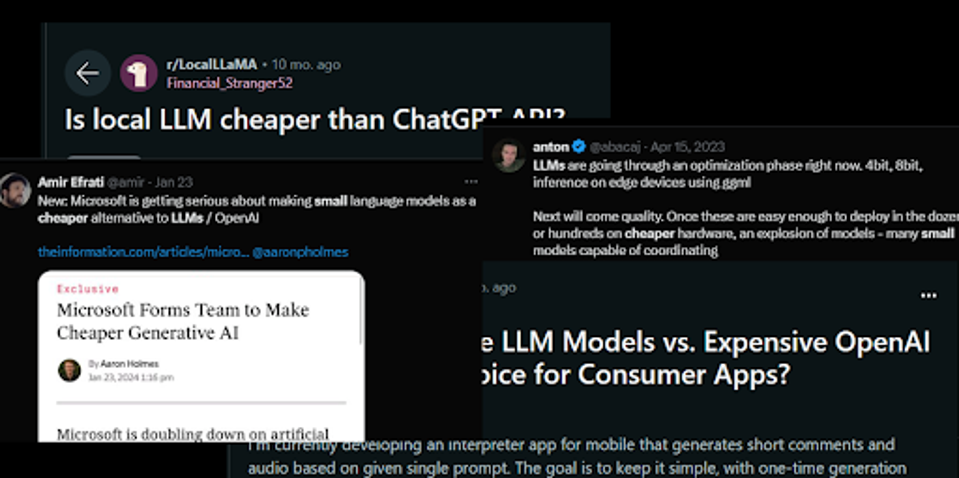 r/LocalLLaMA • 10 mo. ago
Financial_Stranger52
Is local LLM cheaper than ChatGPT API?
Amir Efrati @amir - Jan 23
New: Microsoft is getting serious about making small language models as a
cheaper alternative to LLMs / OpenAI
theinformation.com/articles/micro... @aaronpholmes
Exclusive
Microsoft Forms Team to Make
Cheaper Generative AI
By Aaron Holmes
Jan 23, 2024 1:16 pm
Microsoft is doubling down on artificial
anton @abacaj - Apr 15, 2023
LLMs are going through an optimization phase right now. 4bit, 8bit,
inference on edge devices using ggml
Next will come quality. Once these are easy enough to deploy in the dozen
or hundreds on cheaper hardware, an explosion of models - many small
models capable of coordinating
. ago
e LLM Models vs. Expensive OpenAI
oice for Consumer Apps?
I'm currently developing an interpreter app for mobile that generates short comments and
audio based on given single prompt. The goal is to keep it simple, with one-time generation